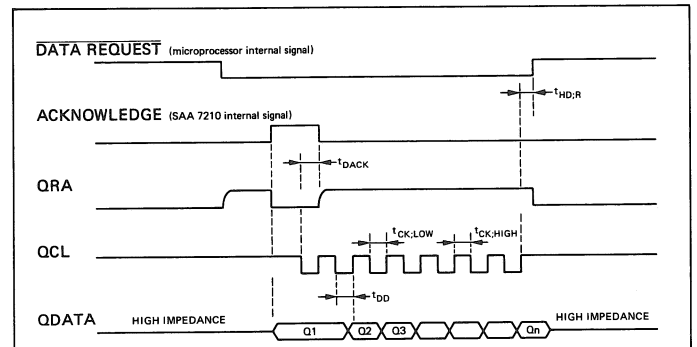 DATA REQUEST (microprocessor internal signal)
tHD;R
ACKNOWLEDGE (SAA 7210 internal signal)
tDACK
QRA
tCK;LOW
tCK;HIGH
QCL
tDD
QDATA
HIGH IMPEDANCE
Q1
Q2
Q3
Qn
HIGH IMPEDANCE